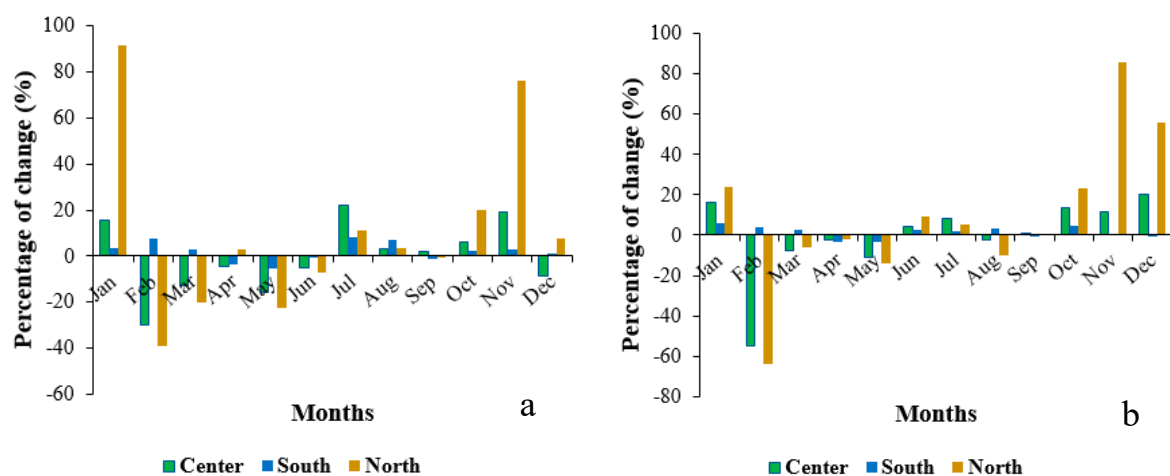 Percentage of change (%)
100
80
60
40
20
0
-20
-40
-60
Jan Feb Mar Apr May Jun Jul Aug Sep Oct Nov Dec
Months
a
Center South North
Percentage of change (%)
100
80
60
40
20
0
-20
-40
-60
-80
Jan Feb Mar Apr May Jun Jul Aug Sep Oct Nov Dec
Months
b
Center South North